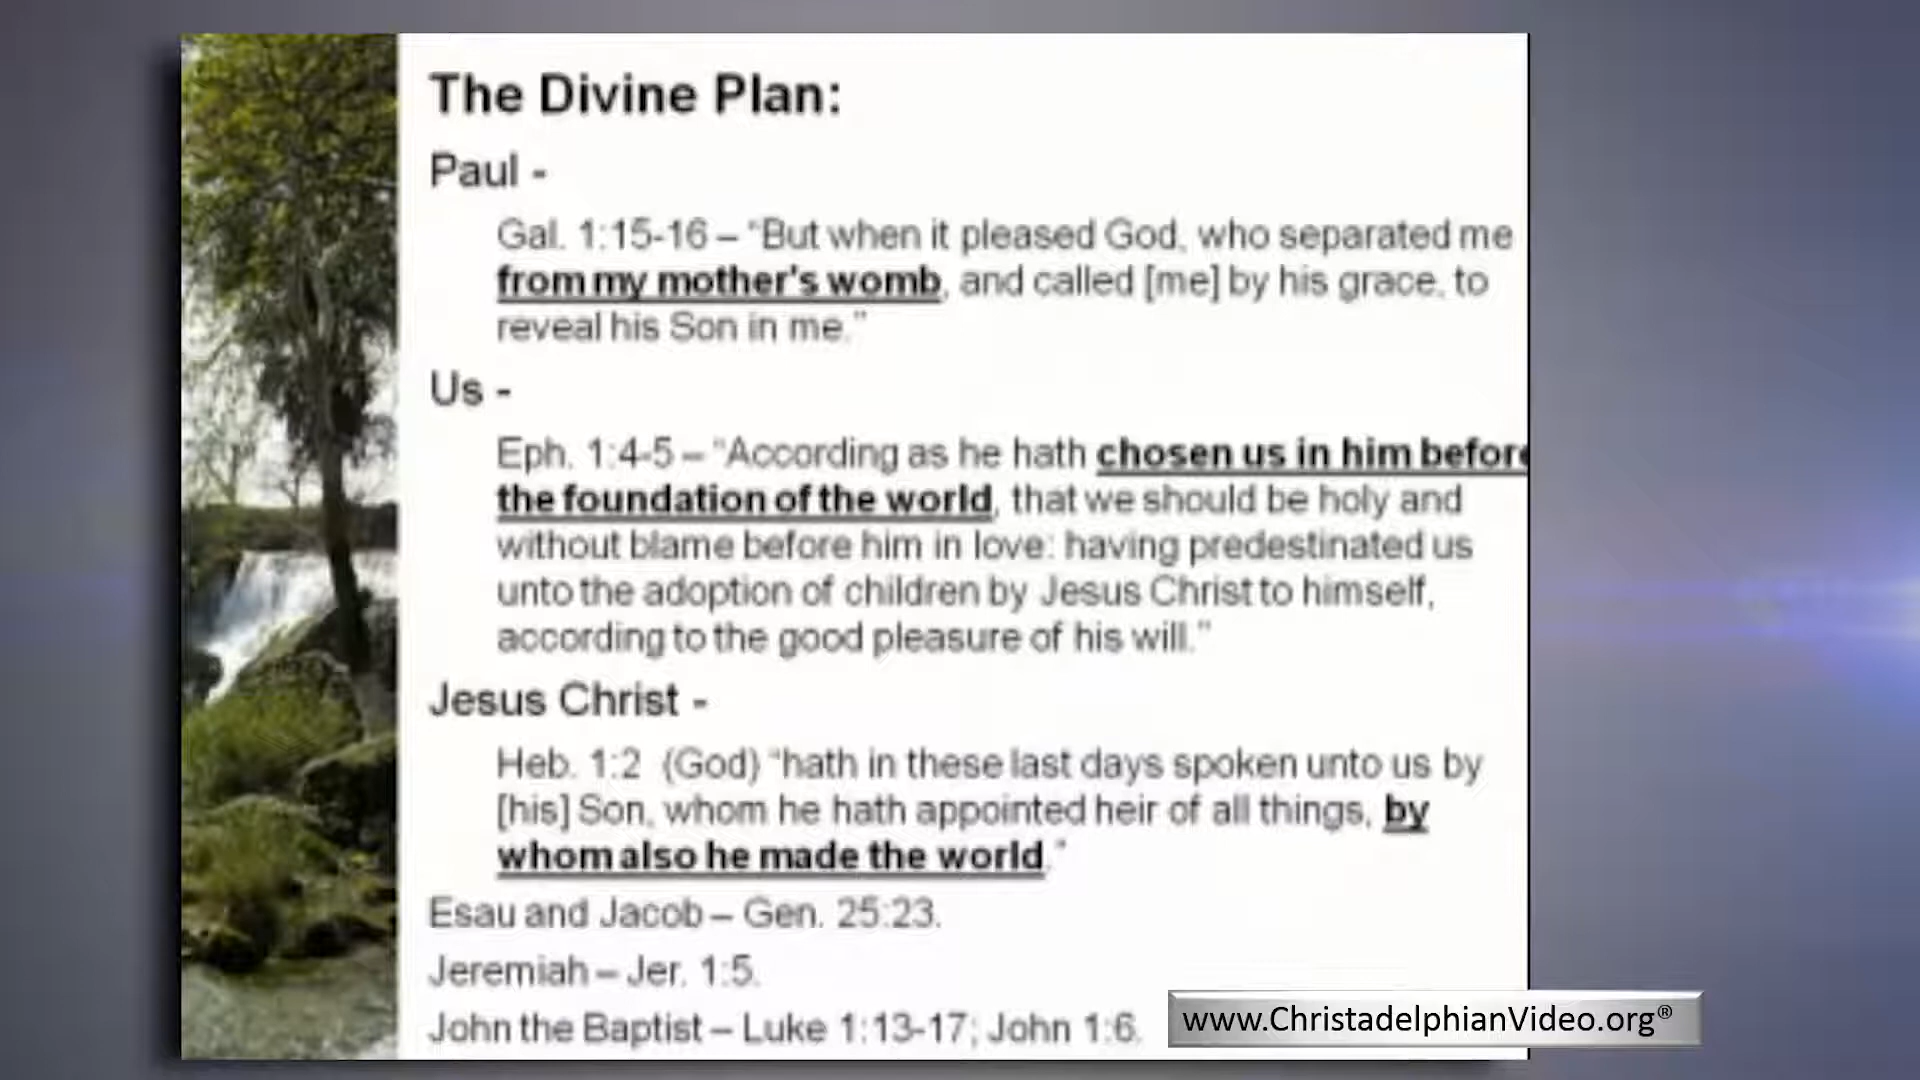 The Divine Plan:
Paul -
Gal. 1:15-16 – “But when it pleased God, who separated me
from my mother's womb, and called [me] by his grace, to
reveal his Son in me.”
Us -
Eph. 1:4-5 – “According as he hath chosen us in him before
the foundation of the world, that we should be holy and
without blame before him in love: having predestinated us
unto the adoption of children by Jesus Christ to himself,
according to the good pleasure of his will.”
Jesus Christ -
Heb. 1:2 (God) “hath in these last days spoken unto us by
[his] Son, whom he hath appointed heir of all things, by
whom also he made the world.”
Esau and Jacob – Gen. 25:23.
Jeremiah – Jer. 1:5.
John the Baptist – Luke 1:13-17; John 1:6.
www.ChristadelphianVideo.org®